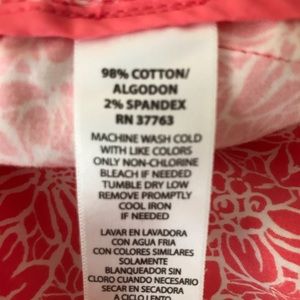 98% COTTON/
ALGODON
2% SPANDEX
RN 37763
MACHINE WASH COLD
WITH LIKE COLORS
ONLY NON-CHLORINE
BLEACH IF NEEDED
TUMBLE DRY LOW
REMOVE PROMPTLY
COOL IRON
IF NEEDED
LAVAR EN LAVADORA
CON AGUA FRIA
CON COLORES SIMILARES
SOLAMENTE
BLANQUEADOR SIN
CLORO CUANDO NECESAR
SECAR EN SECADORA
A CICLO LENTO